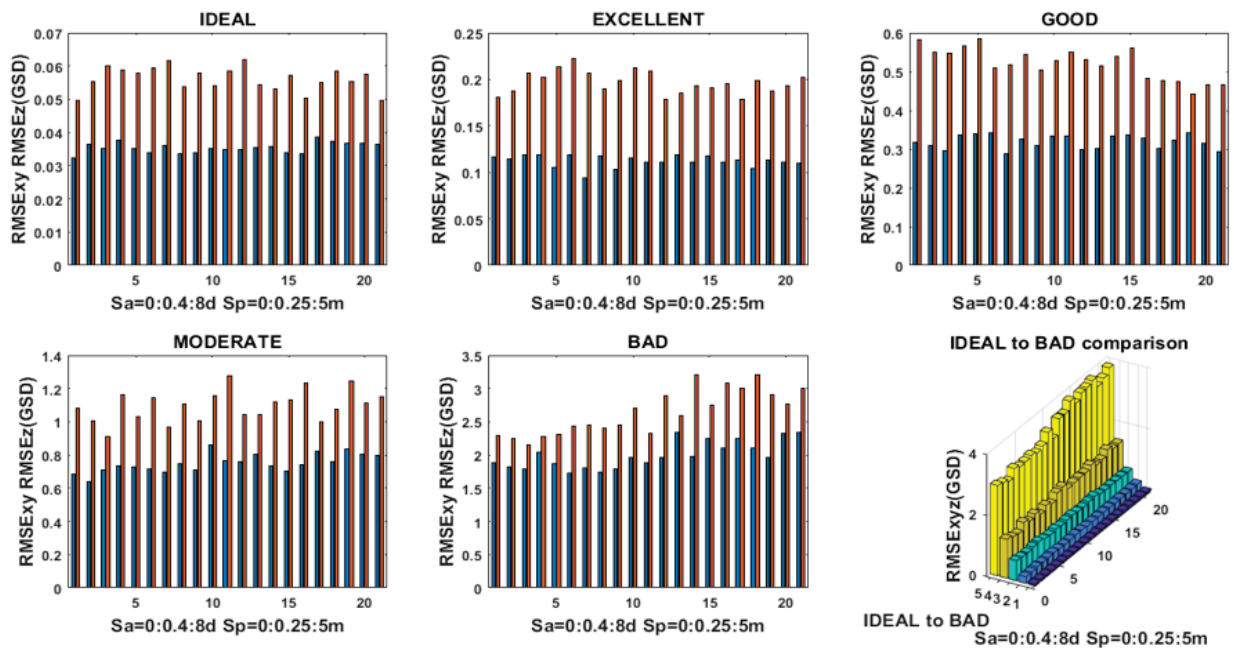 IDEAL
RMSExy RMSEz(GSD)
0.07
0.06
0.05
0.04
0.03
0.02
0.01
0
5 10 15 20
Sa=0:0.4:8d Sp=0:0.25:5m
EXCELLENT
RMSExy RMSEz(GSD)
0.25
0.2
0.15
0.1
0.05
0
5 10 15 20
Sa=0:0.4:8d Sp=0:0.25:5m
GOOD
RMSExy RMSEz(GSD)
0.6
0.5
0.4
0.3
0.2
0.1
0
5 10 15 20
Sa=0:0.4:8d Sp=0:0.25:5m
MODERATE
RMSExy RMSEz(GSD)
1.4
1.2
1
0.8
0.6
0.4
0.2
0
5 10 15 20
Sa=0:0.4:8d Sp=0:0.25:5m
BAD
RMSExy RMSEz(GSD)
3.5
3
2.5
2
1.5
1
0.5
0
5 10 15 20
Sa=0:0.4:8d Sp=0:0.25:5m
IDEAL to BAD comparison
RMSExyz(GSD)
4
2
0
5 4 3 2 1
0 5 10 15 20
IDEAL to BAD
Sa=0:0.4:8d Sp=0:0.25:5m